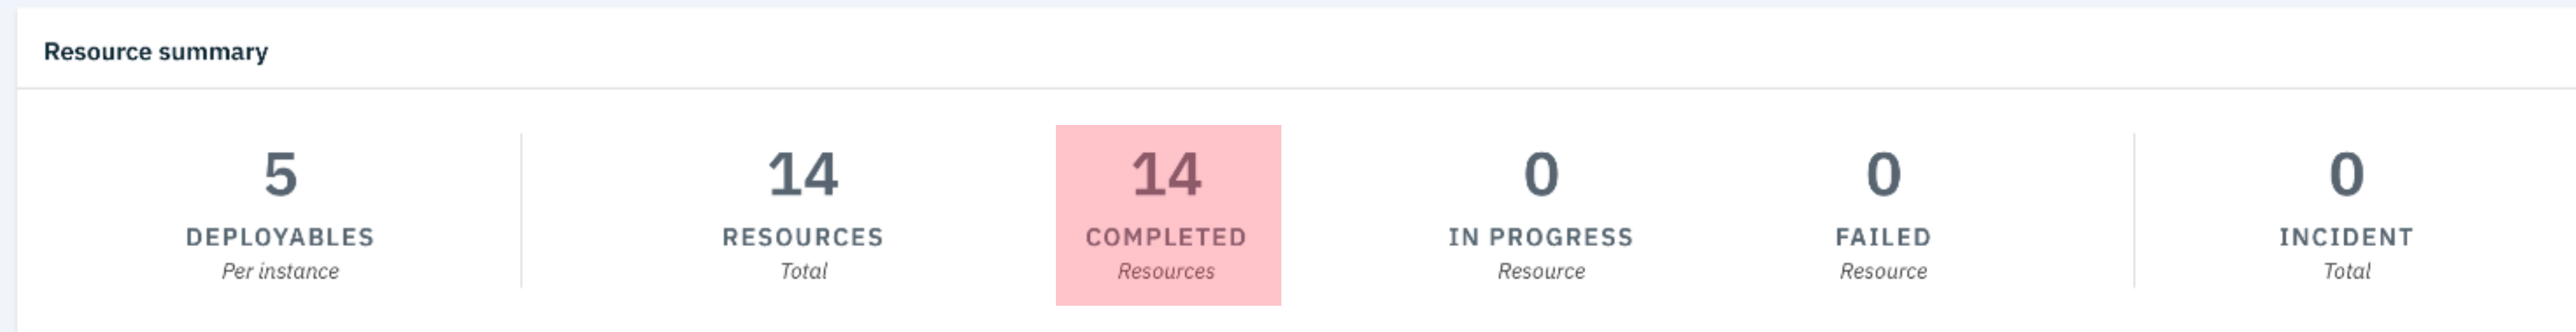 Resource summary
5 14 14 0 0 0
DEPLOYABLES RESOURCES COMPLETED IN PROGRESS FAILED INCIDENT
Per instance Total Resources Resource Resource Total